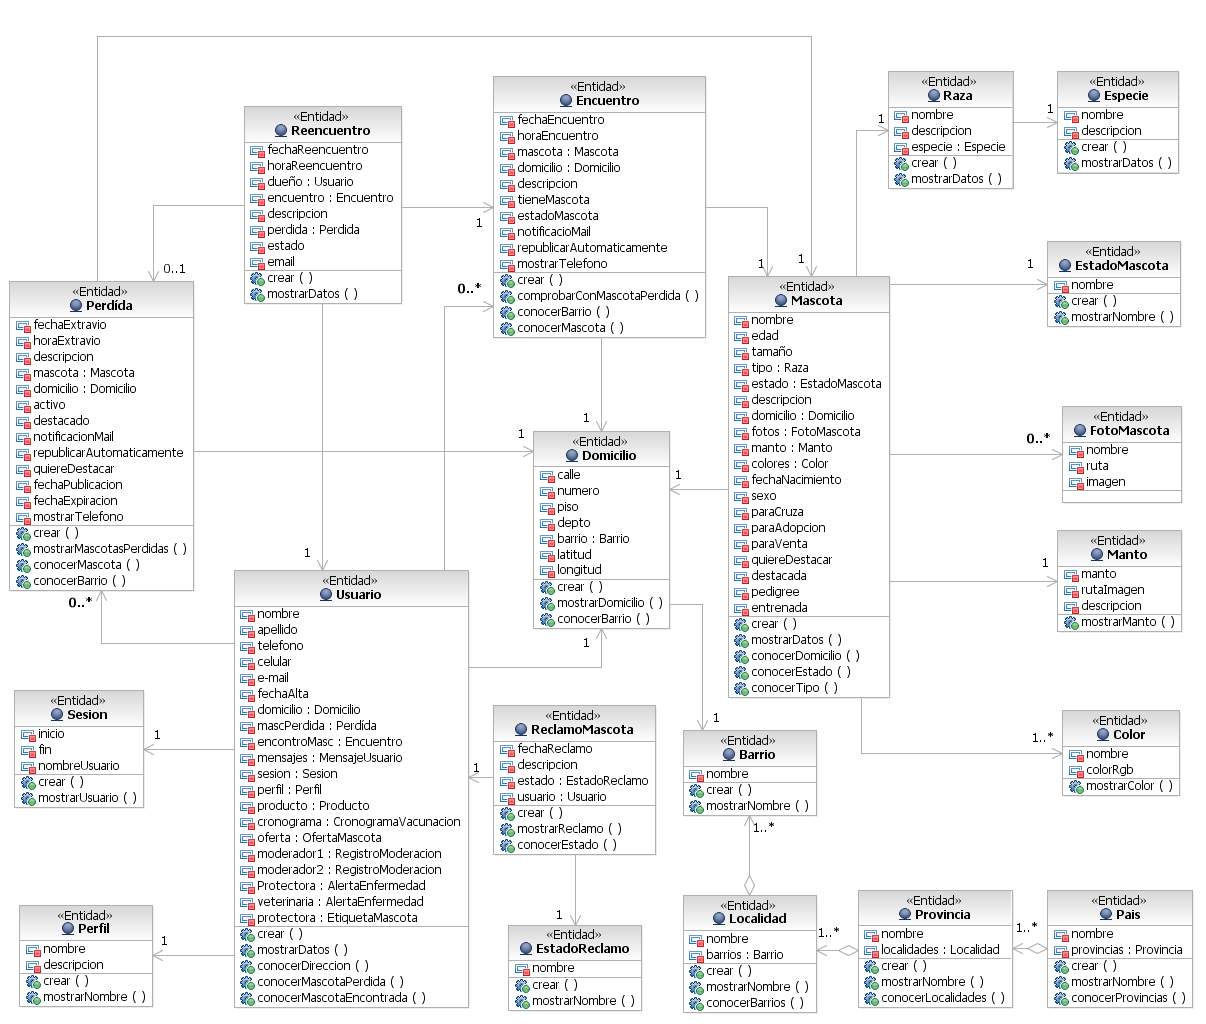 «Entidad»
Reencuentro
fechaReencuentro
horaReencuentro
dueño : Usuario
encuentro : Encuentro
descripcion
perdida : Perdida
estado
email
crear ( )
mostrarDatos ( )
«Entidad»
Encuentro
fechaEncuentro
horaEncuentro
mascota : Mascota
domicilio : Domicilio
descripcion
tieneMascota
estadoMascota
notificacioMail
republicarAutomaticamente
mostrarTelefono
crear ( )
comprobarConMascotaPerdida ( )
conocerBarrio ( )
conocerMascota ( )
«Entidad»
Raza
nombre
descripcion
especie : Especie
crear ( )
mostrarDatos ( )
«Entidad»
Especie
nombre
descripcion
crear ( )
mostrarDatos ( )
1
1
1
0..1
0..*
1
1
1
«Entidad»
EstadoMascota
nombre
crear ( )
mostrarNombre ( )
«Entidad»
Perdída
fechaExtravio
horaExtravio
descripcion
mascota : Mascota
domicilio : Domicilio
activo
destacado
notificacionMail
republicarAutomaticamente
quiereDestacar
fechaPublicacion
fechaExpiracion
mostrarTelefono
crear ( )
mostrarMascotasPerdidas ( )
conocerMascota ( )
conocerBarrio ( )
0..*
«Entidad»
Mascota
nombre
edad
tamaño
tipo : Raza
estado : EstadoMascota
descripcion
domicilio : Domicilio
fotos : FotoMascota
manto : Manto
colores : Color
fechaNacimiento
sexo
paraCruza
paraAdopcion
paraVenta
quiereDestacar
destacada
pedigree
entrenada
crear ( )
mostrarDatos ( )
conocerDomicilio ( )
conocerEstado ( )
conocerTipo ( )
«Entidad»
FotoMascota
nombre
ruta
imagen
0..*
1
1
1
1
1
«Entidad»
Domicilio
calle
numero
piso
depto
barrio : Barrio
latitud
longitud
crear ( )
mostrarDomicilio ( )
conocerBarrio ( )
1
«Entidad»
Manto
manto
rutaImagen
descripcion
mostrarManto ( )
«Entidad»
Usuario
nombre
apellido
telefono
celular
e-mail
fechaAlta
domicilio : Domicilio
mascPerdida : Perdída
encontroMasc : Encuentro
mensajes : MensajeUsuario
sesion : Sesion
perfil : Perfil
producto : Producto
cronograma : CronogramaVacunacion
oferta : OfertaMascota
moderador1 : RegistroModeracion
moderador2 : RegistroModeracion
Protectora : AlertaEnfermedad
veterinaria : AlertaEnfermedad
protectora : EtiquetaMascota
crear ( )
mostrarDatos ( )
conocerDireccion ( )
conocerMascotaPerdida ( )
conocerMascotaEncontrada ( )
«Entidad»
Sesion
inicio
fin
nombreUsuario
crear ( )
mostrarUsuario ( )
1
«Entidad»
ReclamoMascota
fechaReclamo
descripcion
estado : EstadoReclamo
usuario : Usuario
crear ( )
mostrarReclamo ( )
conocerEstado ( )
1
1
«Entidad»
Barrio
nombre
crear ( )
mostrarNombre ( )
1
1..*
«Entidad»
Color
nombre
colorRgb
mostrarColor ( )
1..*
«Entidad»
Perfil
nombre
descripcion
crear ( )
mostrarNombre ( )
1
«Entidad»
EstadoReclamo
nombre
crear ( )
mostrarNombre ( )
«Entidad»
Localidad
nombre
barrios : Barrio
crear ( )
mostrarNombre ( )
conocerBarrios ( )
1..*
«Entidad»
Provincia
nombre
localidades : Localidad
crear ( )
mostrarNombre ( )
conocerLocalidades ( )
1..*
«Entidad»
Pais
nombre
provincias : Provincia
crear ( )
mostrarNombre ( )
conocerProvincias ( )